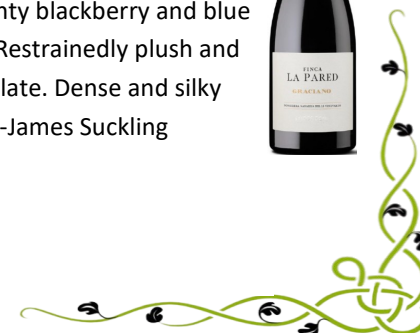 nty blackberry and blue
Restrainedly plush and
late. Dense and silky
-James Suckling
FINCA
LA PARED
GRACIANO